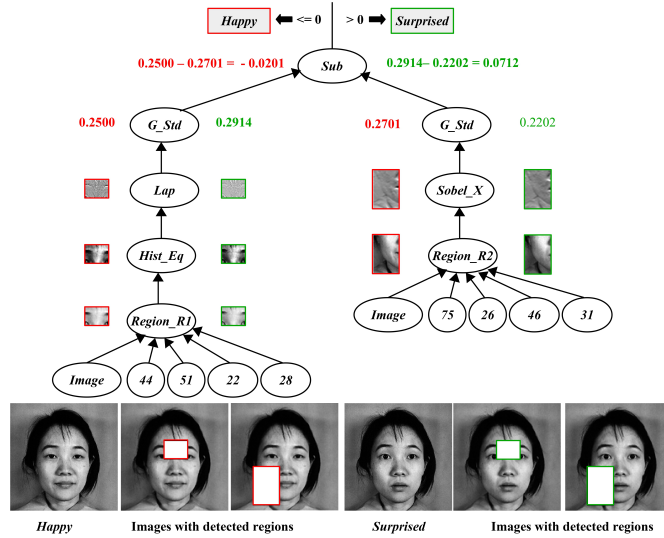 Happy <= 0 > 0 Surprised
0.2500 – 0.2701 = - 0.0201 Sub 0.2914– 0.2202 = 0.0712
0.2500 G_Std 0.2914 0.2701 G_Std 0.2202
Lap Sobel_X
Hist_Eq Region_R2
Region_R1 Image 75 26 46 31
Image 44 51 22 28
Happy Images with detected regions Surprised Images with detected regions